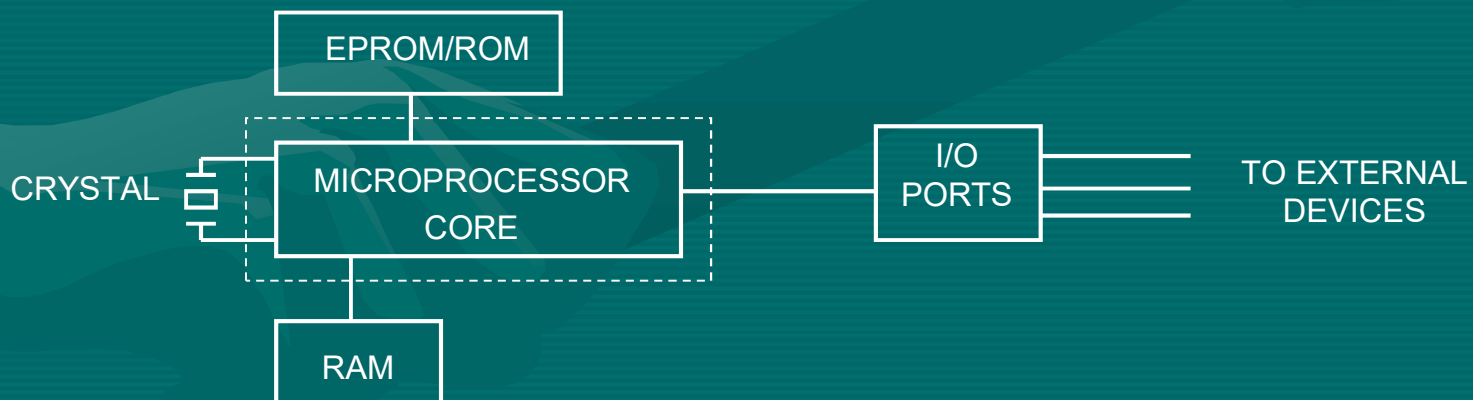 EPROM/ROM
CRYSTAL
MICROPROCESSOR
CORE
I/O
PORTS
TO EXTERNAL
DEVICES
RAM